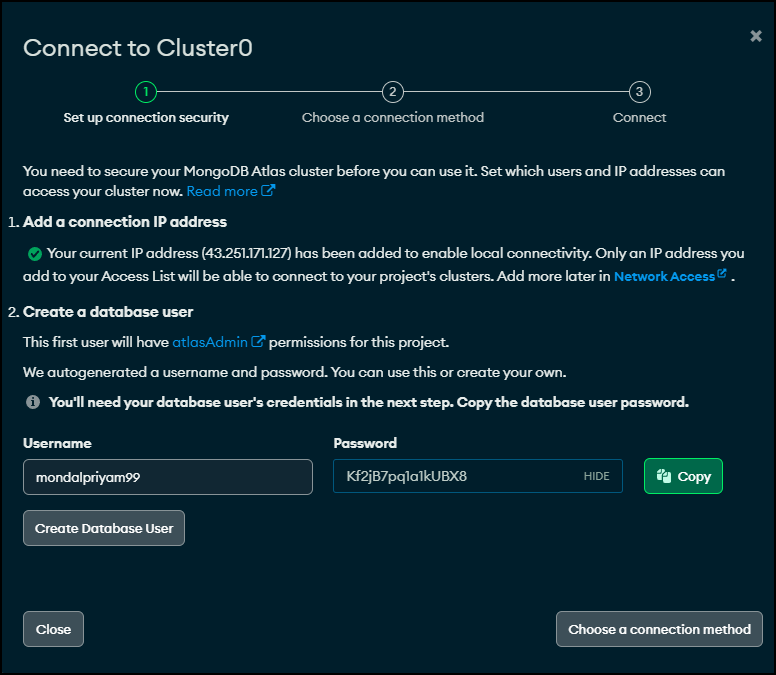 Connect to Cluster0
1 2 3
Set up connection security Choose a connection method Connect
You need to secure your MongoDB Atlas cluster before you can use it. Set which users and IP addresses can
access your cluster now. Read more
1. Add a connection IP address
Your current IP address (43.251.171.127) has been added to enable local connectivity. Only an IP address you
add to your Access List will be able to connect to your project's clusters. Add more later in Network Access .
2. Create a database user
This first user will have atlasAdmin permissions for this project.
We autogenerated a username and password. You can use this or create your own.
You'll need your database user's credentials in the next step. Copy the database user password.
Username Password
mondalpriyam99 Kf2jB7pq1a1kUBX8 HIDE Copy
Create Database User
Close Choose a connection method